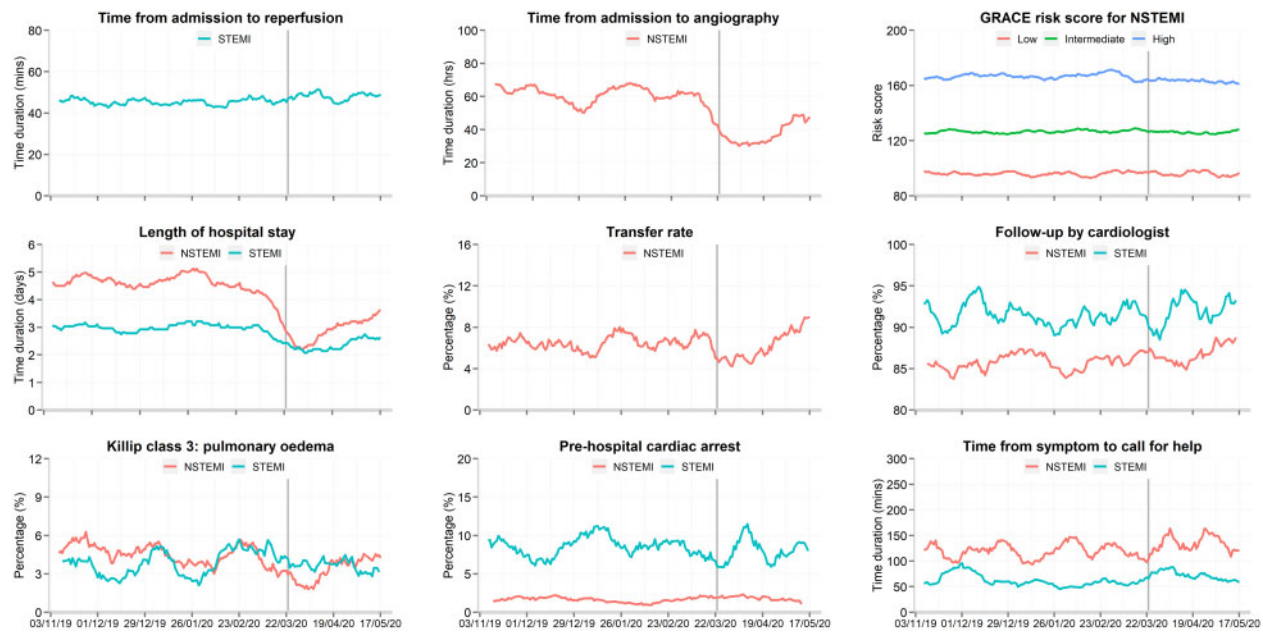 Time from admission to reperfusion
STEMI
Time duration (mins)
80
60
40
20
0
Time from admission to angiography
NSTEMI
Time duration (hrs)
100
80
60
40
20
0
GRACE risk score for NSTEMI
Low Intermediate High
Risk score
200
160
120
80
Length of hospital stay
NSTEMI STEMI
Time duration (days)
6
5
4
3
2
1
0
Transfer rate
NSTEMI
Percentage (%)
16
12
8
4
0
Follow-up by cardiologist
NSTEMI STEMI
Percentage (%)
100
95
90
85
80
Killip class 3: pulmonary oedema
NSTEMI STEMI
Percentage (%)
12
9
6
3
0
03/11/19 01/12/19 29/12/19 26/01/20 23/02/20 22/03/20 19/04/20 17/05/20
Pre-hospital cardiac arrest
NSTEMI STEMI
Percentage (%)
20
15
10
5
0
03/11/19 01/12/19 29/12/19 26/01/20 23/02/20 22/03/20 19/04/20 17/05/20
Time from symptom to call for help
NSTEMI STEMI
Time duration (mins)
300
250
200
150
100
50
0
03/11/19 01/12/19 29/12/19 26/01/20 23/02/20 22/03/20 19/04/20 17/05/20